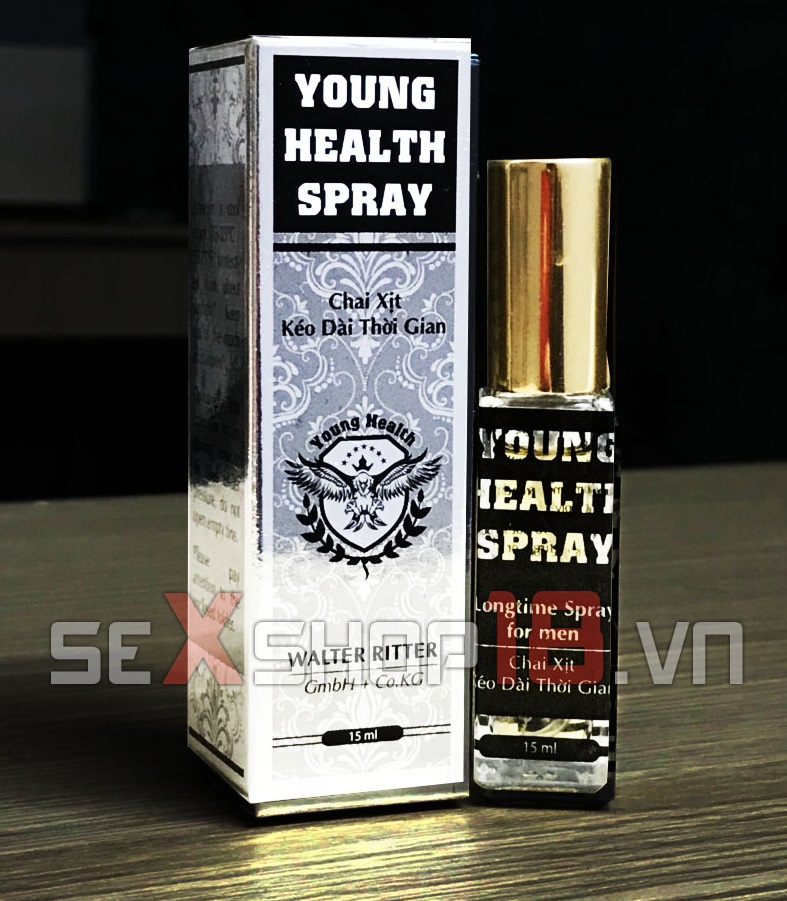 YOUNG
HEALTH
SPRAY
Chai Xịt
Kéo Dài Thời Gian
Young Health
WALTER RITTER
GmbH + Co.KG
15 ml
YOUNG
HEALTH
SPRAY
Longtime Spray
for men
Chai Xịt
Kéo Dài Thời Gian
15 ml
seXshop18.vn